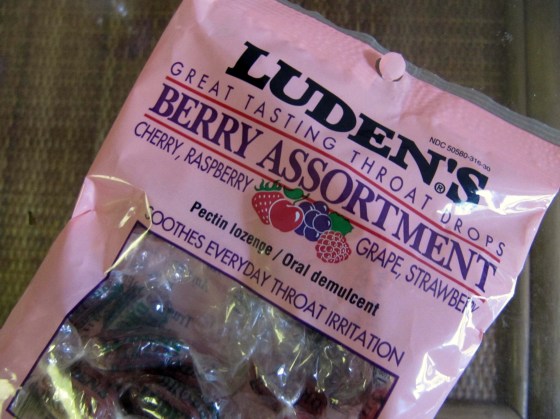 LUDEN'S®
NDC 50580-316-30
GREAT TASTING THROAT DROPS
BERRY ASSORTMENT
CHERRY, RASPBERRY GRAPE, STRAWBERRY
Pectin lozenge / Oral demulcent
SOOTHES EVERYDAY THROAT IRRITATION